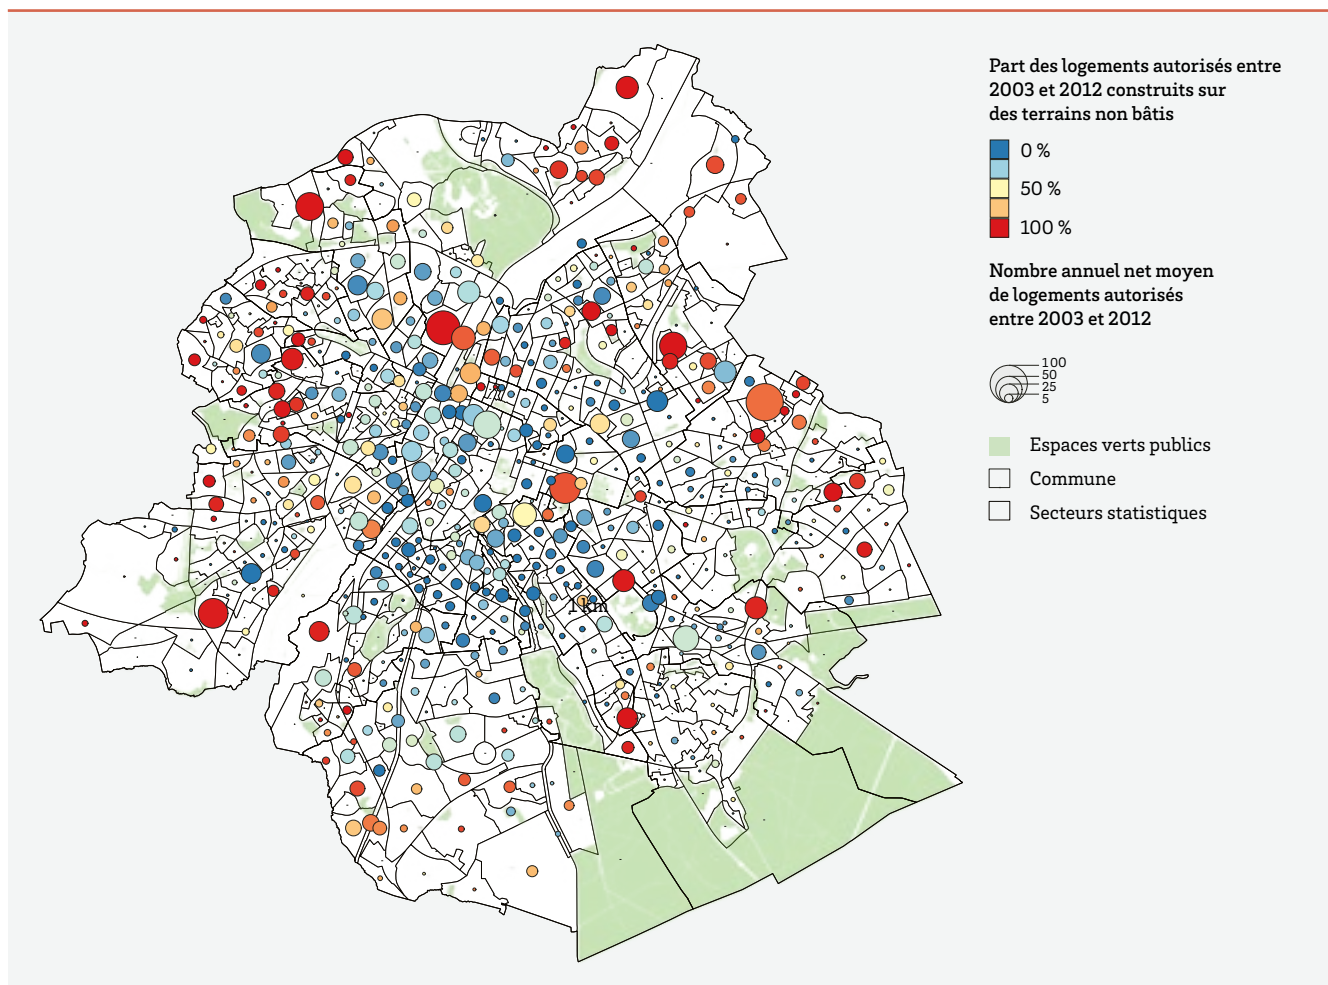 Part des logements autorisés entre
2003 et 2012 construits sur
des terrains non bâtis
0 %
50 %
100 %
Nombre annuel net moyen
de logements autorisés
entre 2003 et 2012
100
50
25
5
Espaces verts publics
Commune
Secteurs statistiques
1 km